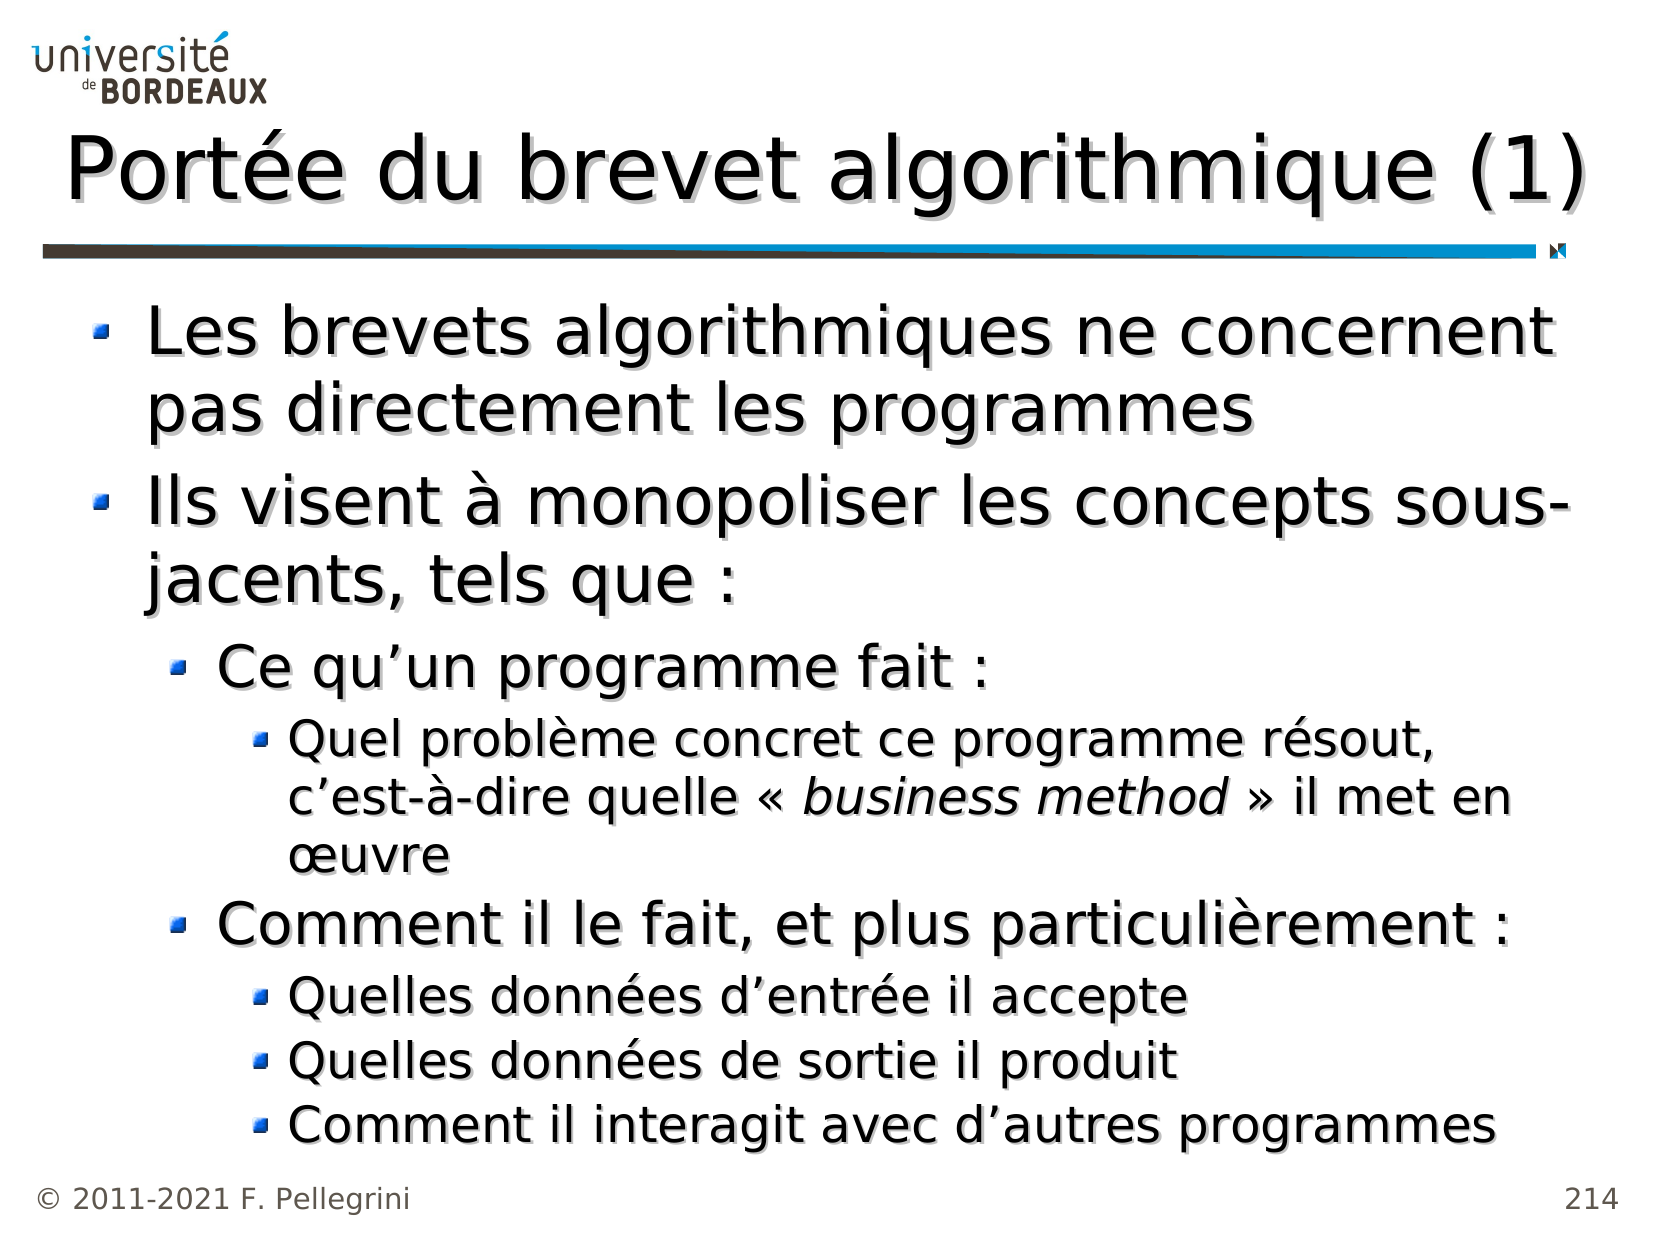 université
de BORDEAUX
Portée du brevet algorithmique (1)
Les brevets algorithmiques ne concernent
pas directement les programmes
Ils visent à monopoliser les concepts sous-
jacents, tels que :
Ce qu’un programme fait :
Quel problème concret ce programme résout,
c’est-à-dire quelle « business method » il met en
œuvre
Comment il le fait, et plus particulièrement :
Quelles données d’entrée il accepte
Quelles données de sortie il produit
Comment il interagit avec d’autres programmes
© 2011-2021 F. Pellegrini
214